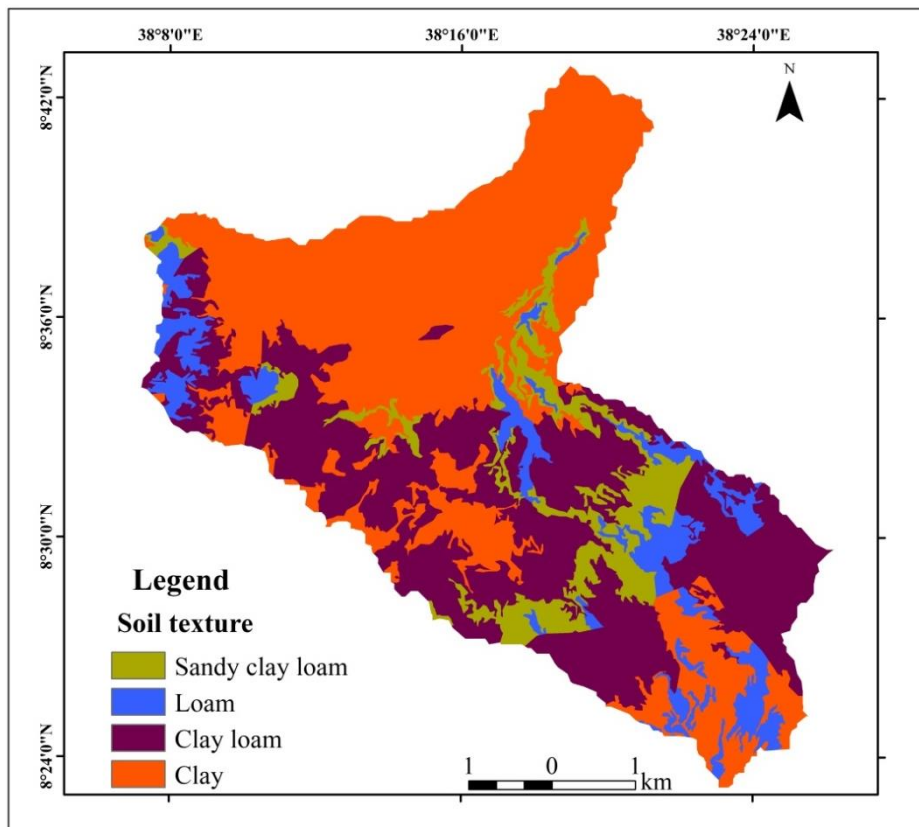 38°8'0"E 38°16'0"E 38°24'0"E
N
8°42'0"N
8°36'0"N
8°30'0"N
8°24'0"N
Legend
Soil texture
Sandy clay loam
Loam
Clay loam
Clay
1 0 1
km